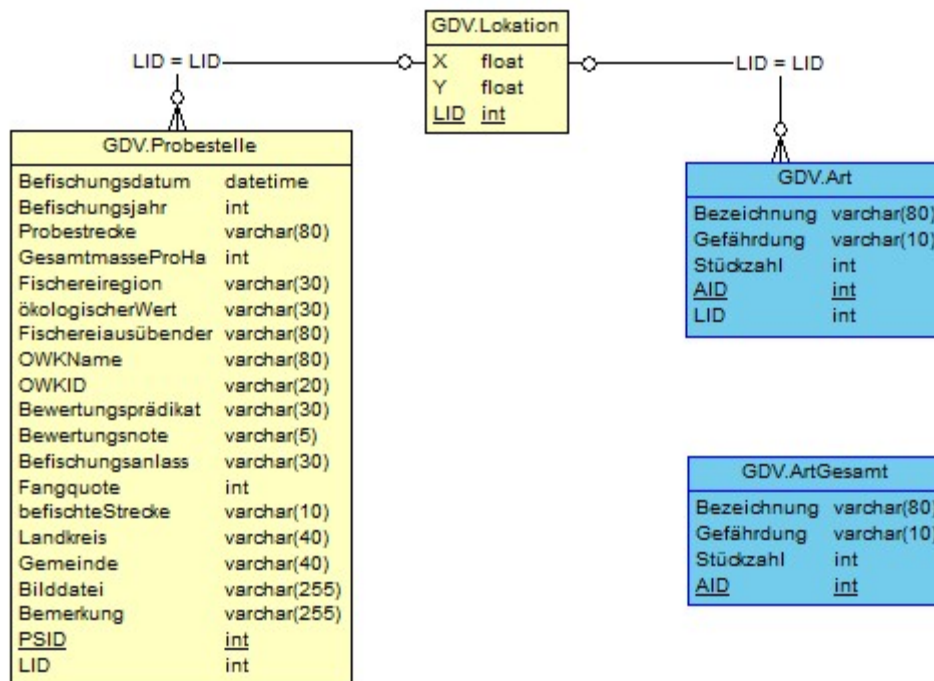 GDV.Lokation
X float
Y float
LID int
LID = LID
LID = LID
GDV.Probestelle
Befischungsdatum datetime
Befischungsjahr int
Probestrecke varchar(80)
GesamtmasseProHa int
Fischereiregion varchar(30)
ökologischerWert varchar(30)
Fischereiausübender varchar(80)
OWKName varchar(80)
OWKID varchar(20)
Bewertungsprädikat varchar(30)
Bewertungsnote varchar(5)
Befischungsanlass varchar(30)
Fangquote int
befischteStrecke varchar(10)
Landkreis varchar(40)
Gemeinde varchar(40)
Bilddatei varchar(255)
Bemerkung varchar(255)
PSID int
LID int
GDV.Art
Bezeichnung varchar(80)
Gefährdung varchar(10)
Stückzahl int
AID int
LID int
GDV.ArtGesamt
Bezeichnung varchar(80)
Gefährdung varchar(10)
Stückzahl int
AID int